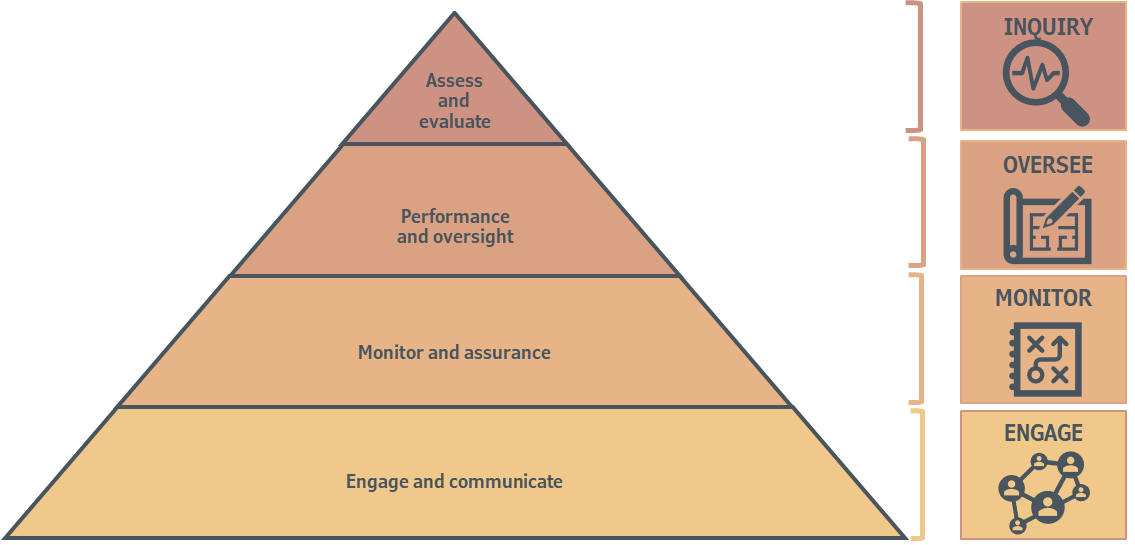 Assess
and
evaluate
INQUIRY
Performance
and oversight
OVERSEE
Monitor and assurance
MONITOR
Engage and communicate
ENGAGE